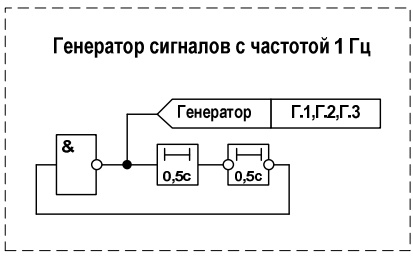 Генератор сигналов с частотой 1 Гц
Генератор Г.1,Г.2,Г.3
&
0,5с 0,5с